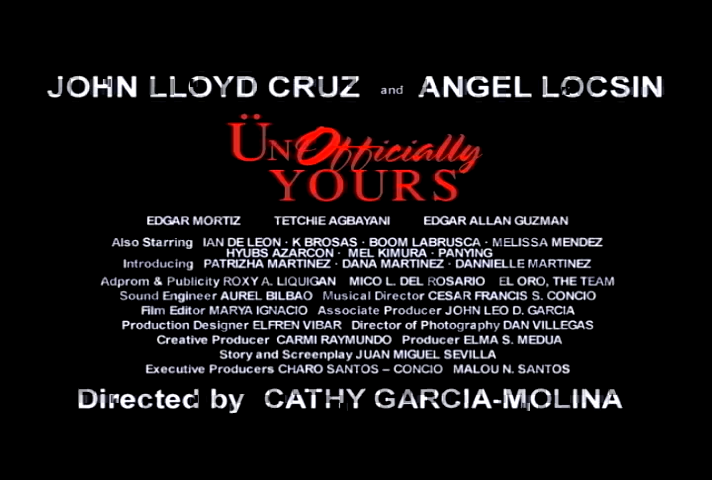 JOHN LLOYD CRUZ and ANGEL LOCSIN
ÜNOfficially
YOURS
EDGAR MORTIZ TETCHIE AGBAYANI EDGAR ALLAN GUZMAN
Also Starring IAN DE LEON · K BROSAS · BOOM LABRUSCA · MELISSA MENDEZ
HYUBS AZARCON · MEL KIMURA · PANYING
Introducing PATRIZHA MARTINEZ · DANA MARTINEZ · DANNIELLE MARTINEZ
Adprom & Publicity ROXY A. LIQUIGAN MICO L. DEL ROSARIO EL ORO, THE TEAM
Sound Engineer AUREL BILBAO Musical Director CESAR FRANCIS S. CONCIO
Film Editor MARYA IGNACIO Associate Producer JOHN LEO D. GARCIA
Production Designer ELFREN VIBAR Director of Photography DAN VILLEGAS
Creative Producer CARMI RAYMUNDO Producer ELMA S. MEDUA
Story and Screenplay JUAN MIGUEL SEVILLA
Executive Producers CHARO SANTOS – CONCIO MALOU N. SANTOS
Directed by CATHY GARCIA-MOLINA